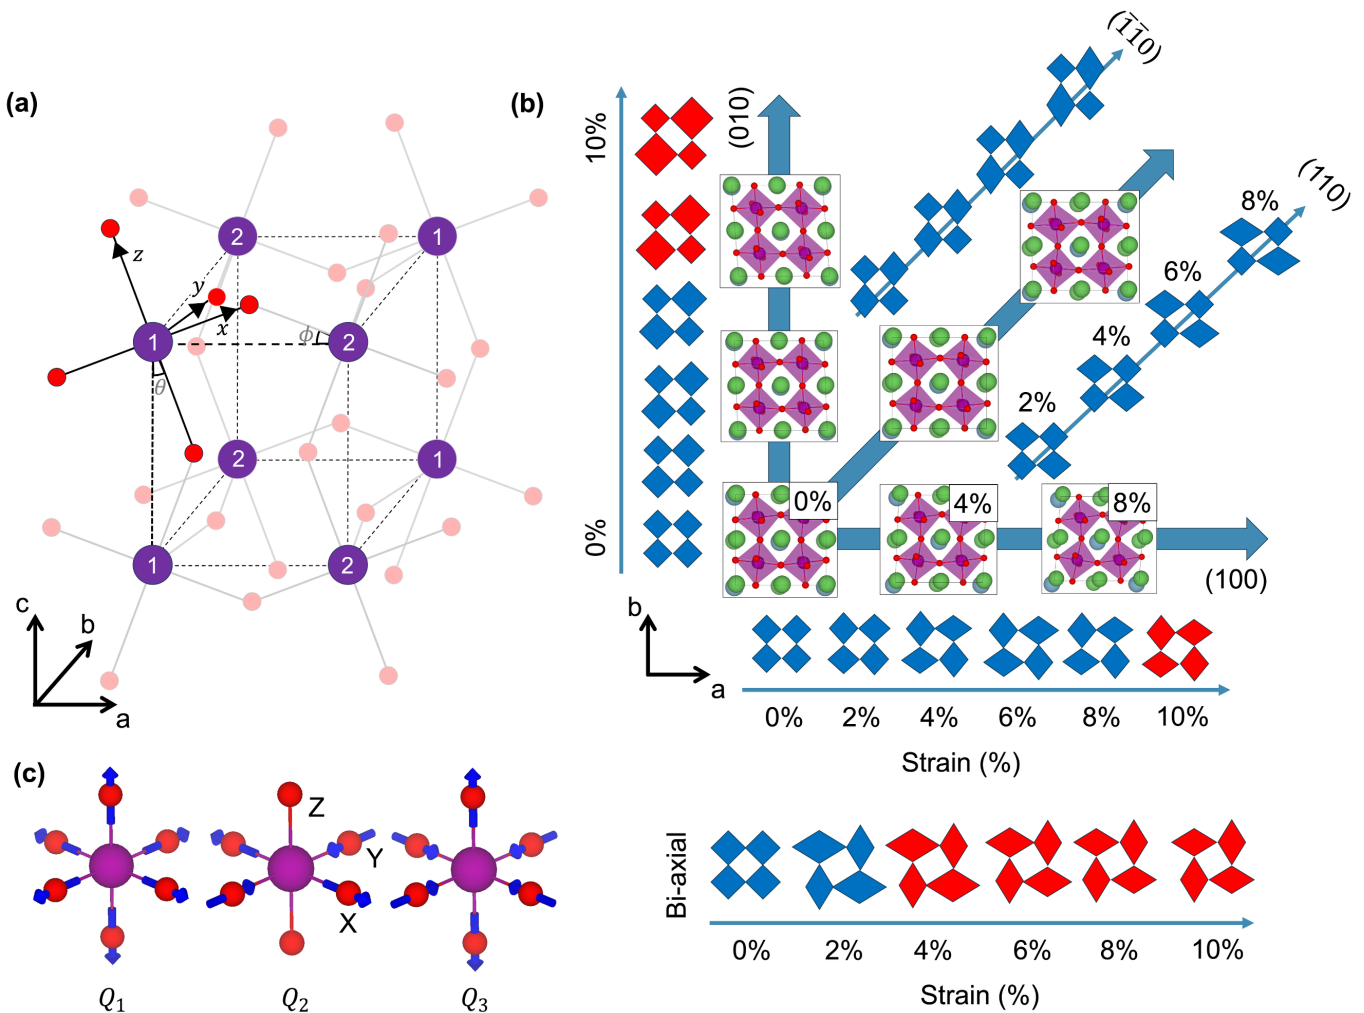 (a)
2
1
z
y
x
1
ϕ
2
θ
2
1
1
2
c
b
a
(b)
10%
0%
(010)
(1̅1̅0)
(110)
8%
6%
4%
2%
0%
4%
8%
(100)
b
a
0% 2% 4% 6% 8% 10%
Strain (%)
(c)
Z
Y
X
Q1 Q2 Q3
Bi-axial
0% 2% 4% 6% 8% 10%
Strain (%)